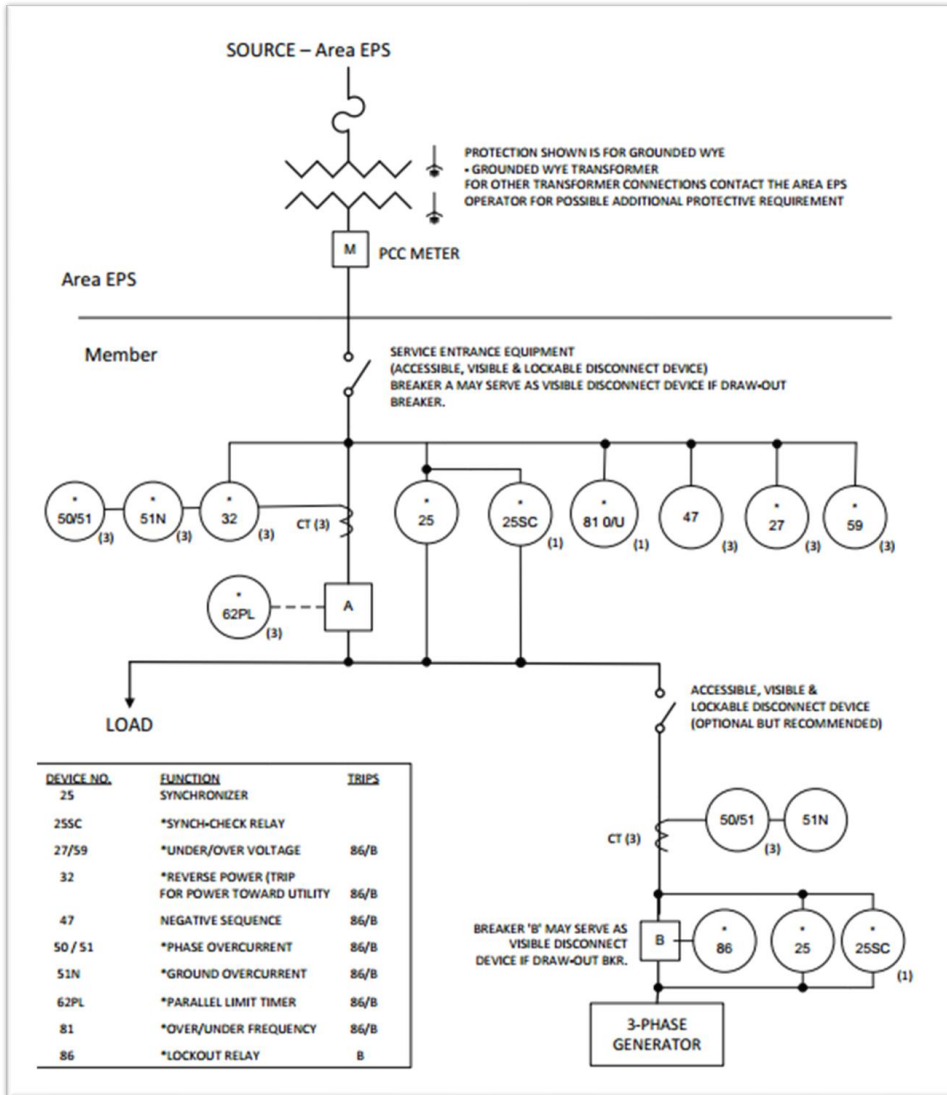 SOURCE – Area EPS
PROTECTION SHOWN IS FOR GROUNDED WYE
- GROUNDED WYE TRANSFORMER
FOR OTHER TRANSFORMER CONNECTIONS CONTACT THE AREA EPS
OPERATOR FOR POSSIBLE ADDITIONAL PROTECTIVE REQUIREMENT
M
PCC METER
Area EPS
Member
SERVICE ENTRANCE EQUIPMENT
(ACCESSIBLE, VISIBLE & LOCKABLE DISCONNECT DEVICE)
BREAKER A MAY SERVE AS VISIBLE DISCONNECT DEVICE IF DRAW-OUT
BREAKER.
* 50/51 (3)
* 51N (3)
* 32 (3)
CT (3)
* 25
* 25SC (1)
* 81 0/U (1)
47 (3)
* 27 (3)
* 59 (3)
* 62PL (3)
A
LOAD
ACCESSIBLE, VISIBLE &
LOCKABLE DISCONNECT DEVICE
(OPTIONAL BUT RECOMMENDED)
CT (3)
50/51 (3)
51N
BREAKER 'B' MAY SERVE AS
VISIBLE DISCONNECT
DEVICE IF DRAW-OUT BKR.
B
* 86
* 25
* 25SC (1)
3-PHASE
GENERATOR
DEVICE NO. FUNCTION TRIPS
25 SYNCHRONIZER
25SC *SYNCH-CHECK RELAY
27/59 *UNDER/OVER VOLTAGE 86/B
32 *REVERSE POWER (TRIP
FOR POWER TOWARD UTILITY 86/B
47 NEGATIVE SEQUENCE 86/B
50 / 51 *PHASE OVERCURRENT 86/B
51N *GROUND OVERCURRENT 86/B
62PL *PARALLEL LIMIT TIMER 86/B
81 *OVER/UNDER FREQUENCY 86/B
86 *LOCKOUT RELAY B